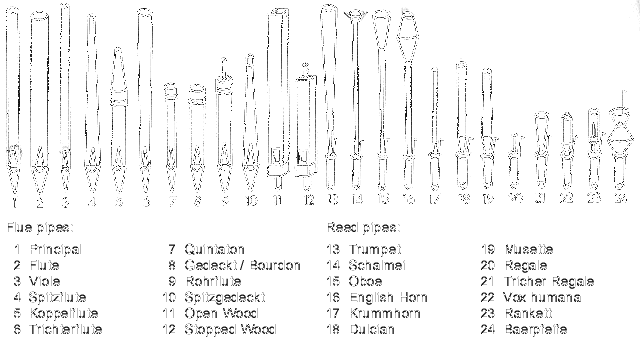 1 2 3 4 5 6 7 8 9 10 11 12 13 14 15 16 17 18 19 20 21 22 23 24
Flue pipes:
1 Principal
2 Flute
3 Viole
4 Spitzflute
5 Koppelflute
6 Trichterflute
7 Quintaton
8 Gedeckt / Bourdon
9 Rohrflute
10 Spitzgedeckt
11 Open Wood
12 Stopped Wood
Reed pipes:
13 Trumpet
14 Schalmei
15 Oboe
16 English Horn
17 Krummhorn
18 Dulcian
19 Musette
20 Regale
21 Tricher Regale
22 Vox humana
23 Rankett
24 Baerpfeife